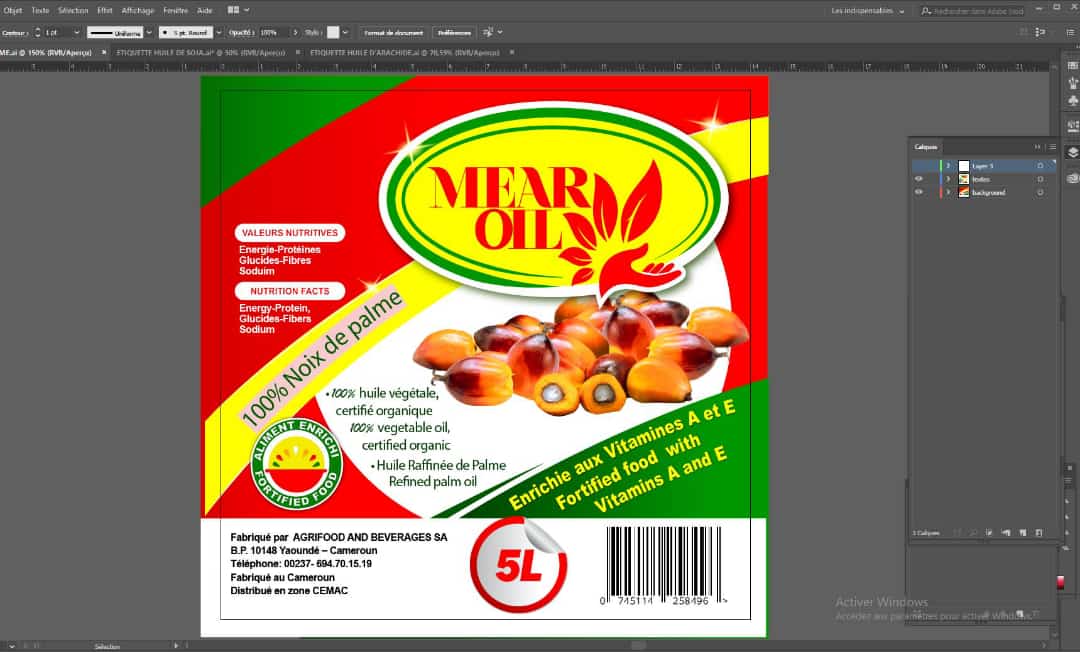 Objet Texte Sélection Effet Affichage Fenêtre Aide
Les indispensables
Rechercher dans Adobe Stock
Contour : 1 pt Uniforme 5 pt. Round Opacité : 100% Style : Format de document Préférences
ME.ai @ 150% (RVB/Aperçu) × ETIQUETTE HUILE DE SOJA.ai* @ 50% (RVB/Aperçu) × ETIQUETTE HUILE D'ARACHIDE.ai @ 70,59% (RVB/Aperçu) ×
MEAR
OIL
VALEURS NUTRITIVES
Energie-Protéines
Glucides-Fibres
Soduim
NUTRITION FACTS
Energy-Protein,
Glucides-Fibers
Sodium
100% Noix de palme
•100% huile végétale,
certifié organique
100% vegetable oil,
certified organic
•Huile Raffinée de Palme
Refined palm oil
ALIMENT ENRICHI
FORTIFIED FOOD
Enrichie aux Vitamines A et E
Fortified food with
Vitamins A and E
Fabriqué par AGRIFOOD AND BEVERAGES SA
B.P. 10148 Yaoundé – Cameroun
Téléphone: 00237- 694.70.15.19
Fabriqué au Cameroun
Distribué en zone CEMAC
5L
0 745114 258496 >
Calques
Layer 3
textes
background
3 Calques
Activer Windows
Accédez aux paramètres pour activer Windows.
Sélection